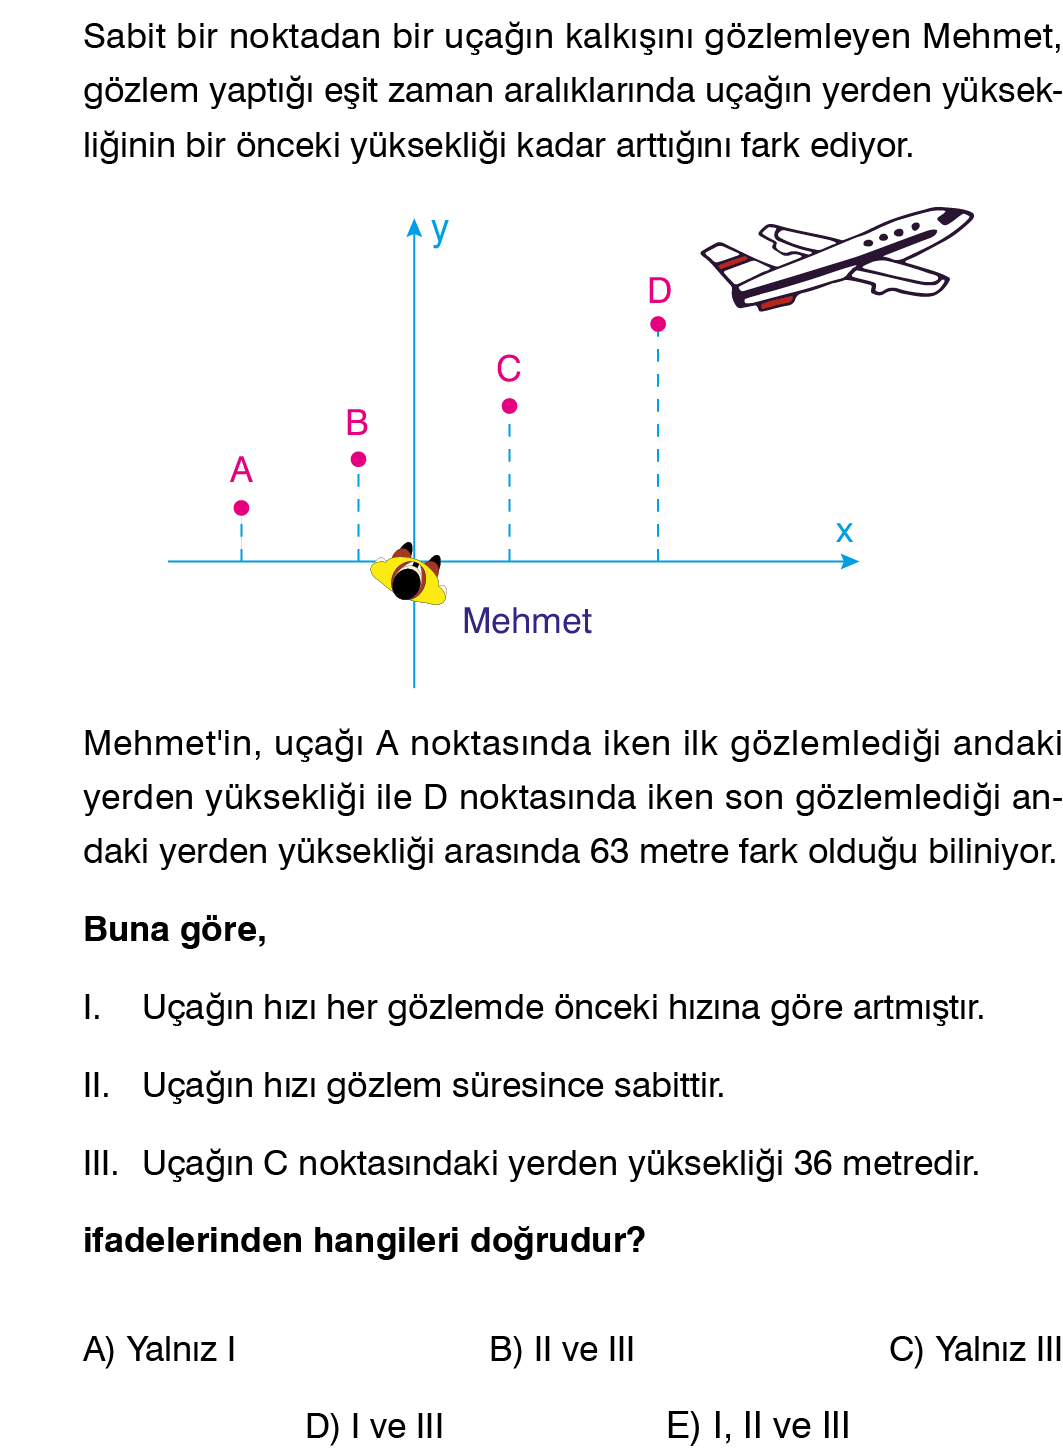 Sabit bir noktadan bir uçağın kalkışını gözlemleyen Mehmet,
gözlem yaptığı eşit zaman aralıklarında uçağın yerden yüksek-
liğinin bir önceki yüksekliği kadar arttığını fark ediyor.
y
D
C
B
A
x
Mehmet
Mehmet'in, uçağı A noktasında iken ilk gözlemlediği andaki
yerden yüksekliği ile D noktasında iken son gözlemlediği an-
daki yerden yüksekliği arasında 63 metre fark olduğu biliniyor.
Buna göre,
I. Uçağın hızı her gözlemde önceki hızına göre artmıştır.
II. Uçağın hızı gözlem süresince sabittir.
III. Uçağın C noktasındaki yerden yüksekliği 36 metredir.
ifadelerinden hangileri doğrudur?
A) Yalnız I B) II ve III C) Yalnız III
D) I ve III E) I, II ve III